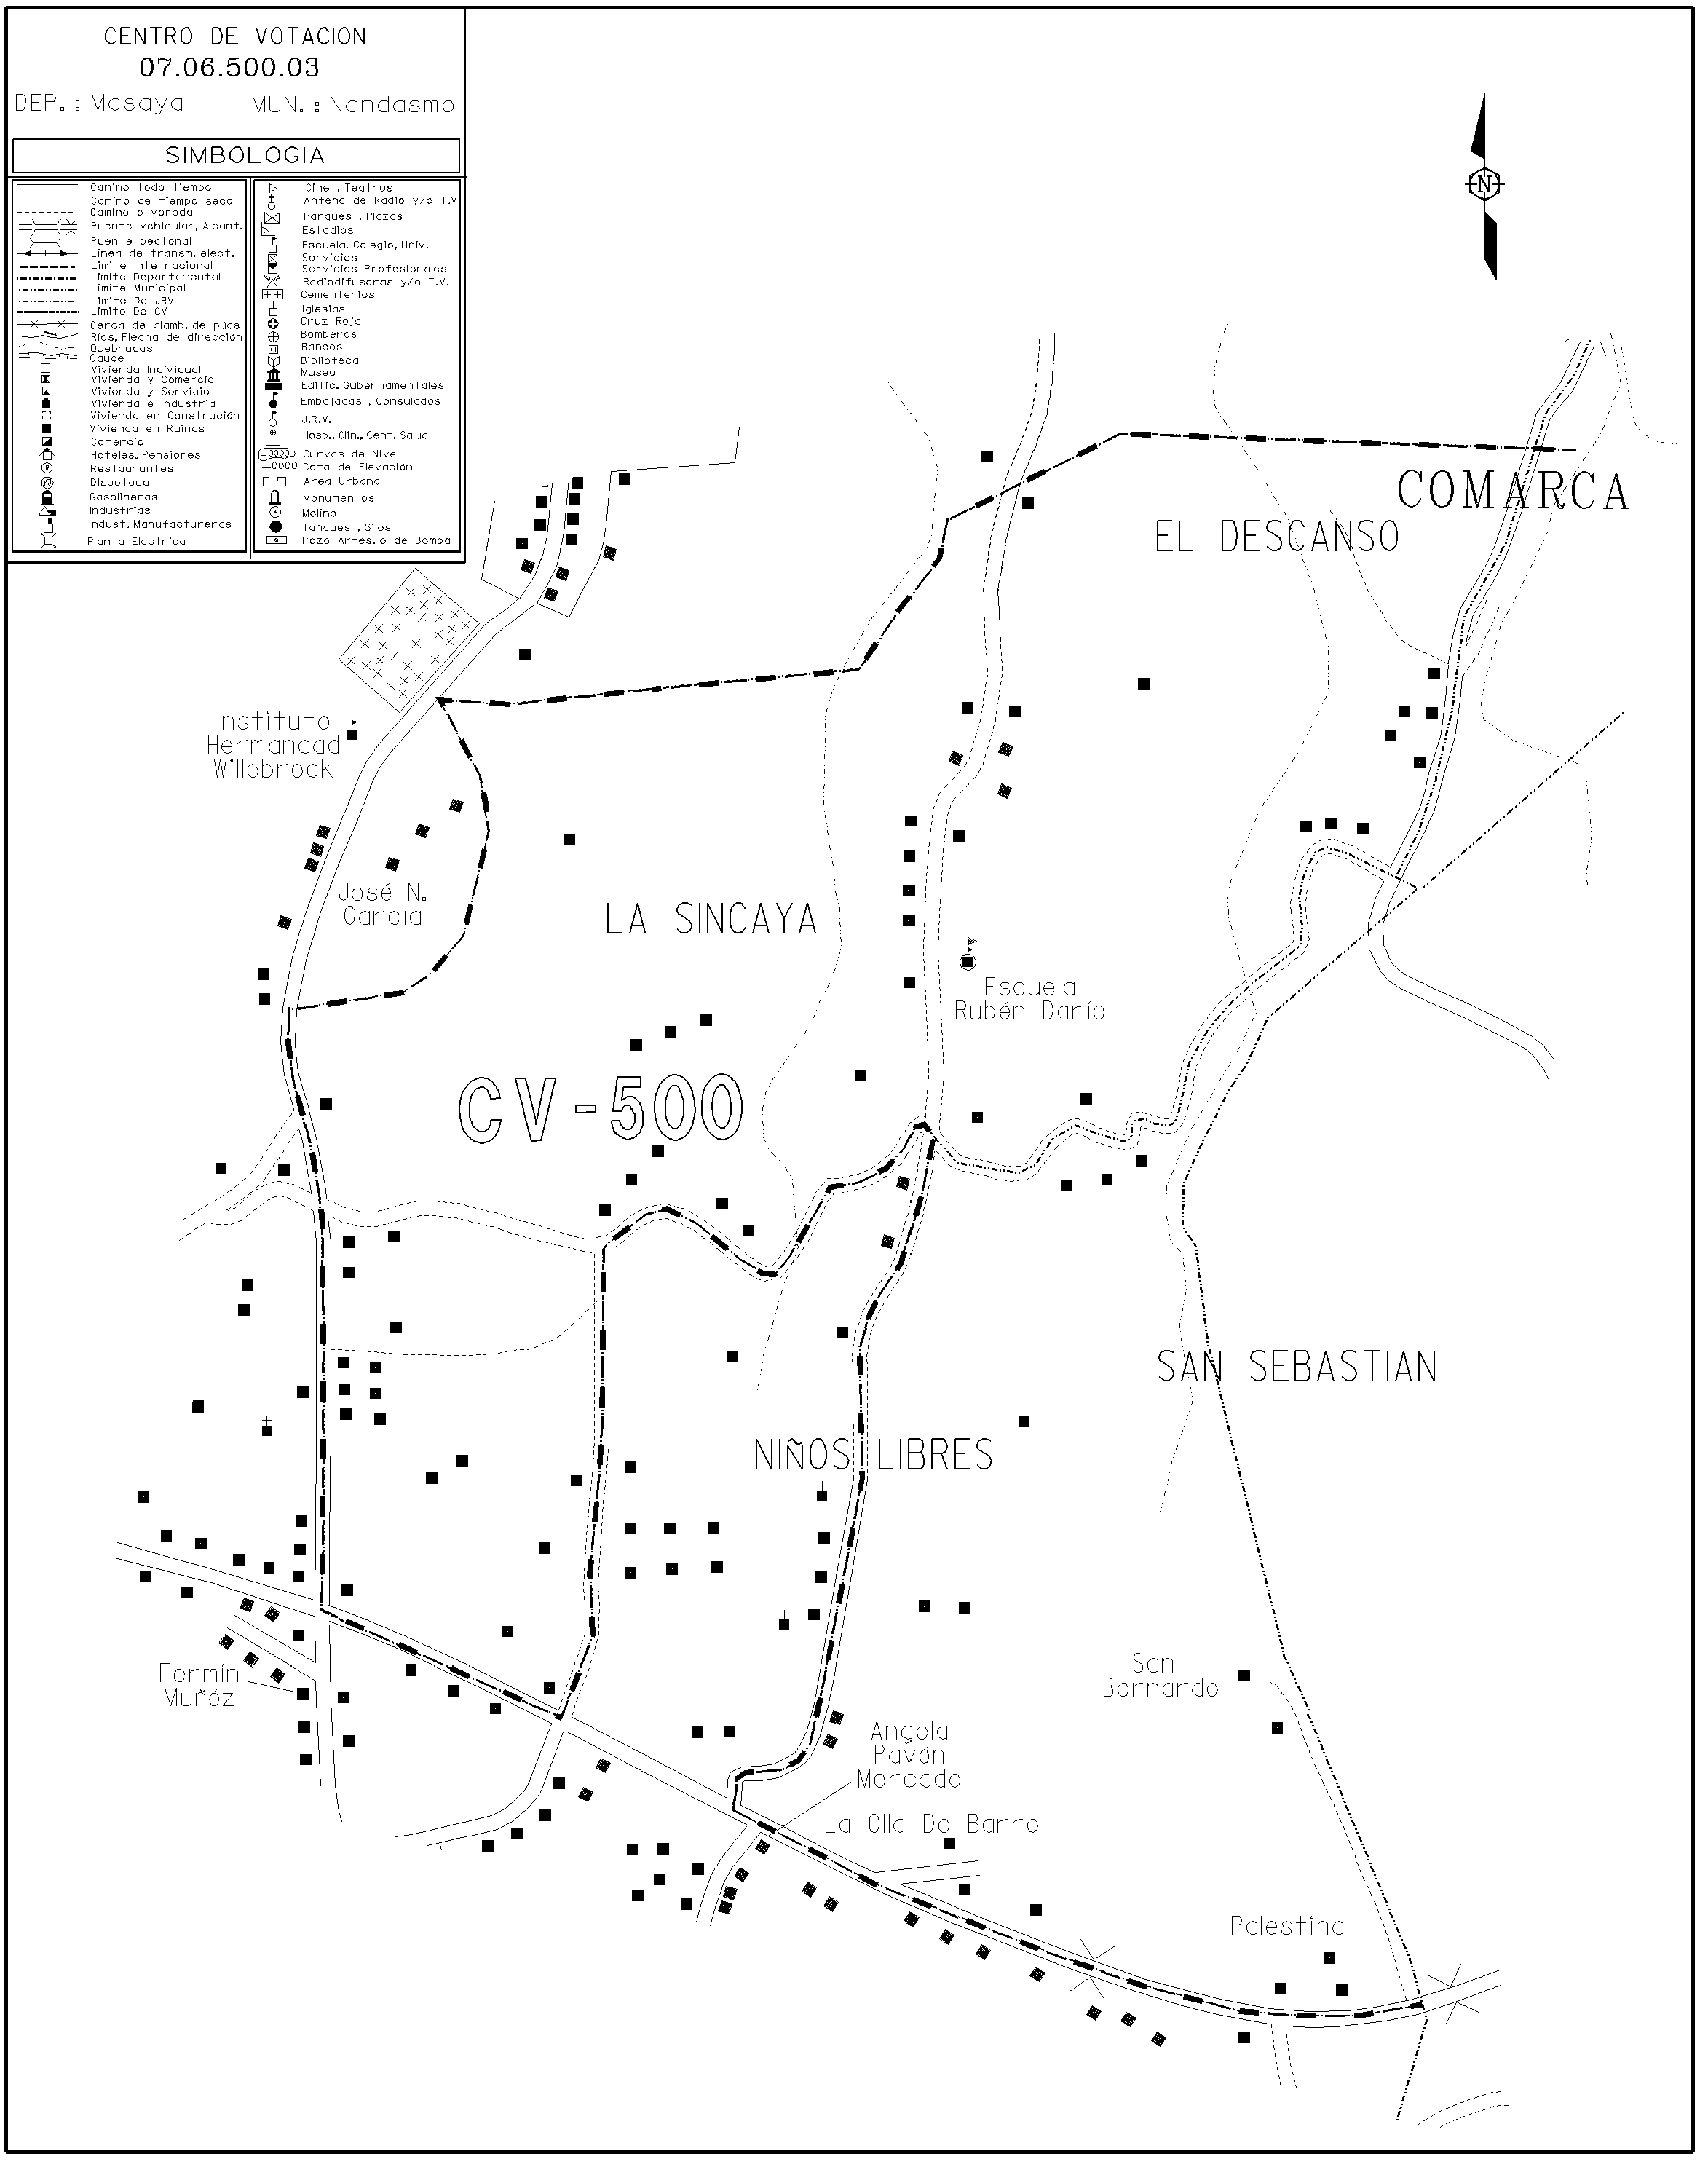 CENTRO DE VOTACION
07.06.500.03
DEP.: Masaya MUN.: Nandasmo
SIMBOLOGIA
Camino todo tiempo
Camino de tiempo seco
Camino o vereda
Puente vehicular, Alcant.
Puente peatonal
Linea de transm. elect.
Limite Internacional
Limite Departamental
Limite Municipal
Limite De JRV
Limite De CV
Cerca de alamb. de púas
Ríos, Flecha de dirección
Quebradas
Cauce
Vivienda Individual
Vivienda y Comercio
Vivienda y Servicio
Vivienda e Industria
Vivienda en Construción
Vivienda en Ruinas
Comercio
Hoteles, Pensiones
Restaurantes
Discoteca
Gasolineras
Industrias
Indust. Manufactureras
Planta Electrica
Cine , Teatros
Antena de Radio y/o T.V.
Parques , Plazas
Estadios
Escuela, Colegio, Univ.
Servicios
Servicios Profesionales
Radiodifusoras y/o T.V.
Cementerios
Iglesias
Cruz Roja
Bomberos
Bancos
Biblioteca
Museo
Edific. Gubernamentales
Embajadas , Consulados
J.R.V.
Hosp., Clin., Cent. Salud
+0000 Curvas de Nivel
+0000 Cota de Elevación
Area Urbana
Monumentos
Molino
Tanques , Silos
Pozo Artes. o de Bomba
N
COMARCA
EL DESCANSO
Instituto
Hermandad
Willebrock
José N.
García
LA SINCAYA
Escuela
Rubén Darío
CV-500
SAN SEBASTIAN
NIÑOS LIBRES
Fermín
Muñóz
San
Bernardo
Angela
Pavón
Mercado
La Olla De Barro
Palestina